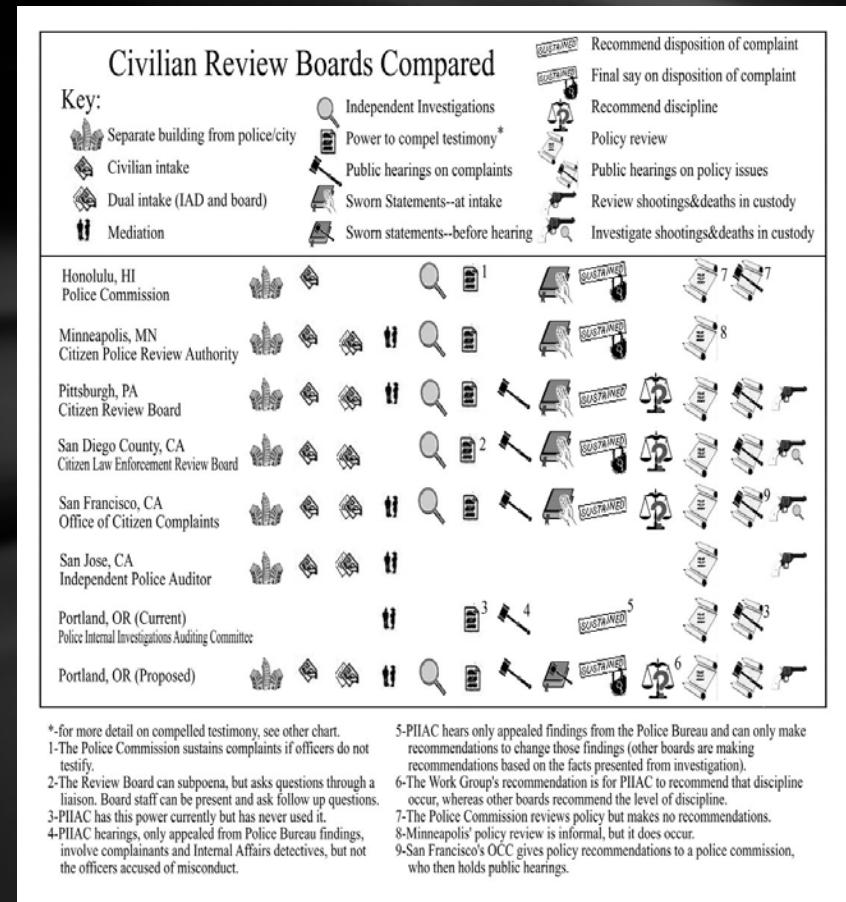 Civilian Review Boards Compared
Key:
Separate building from police/city
Civilian intake
Dual intake (IAD and board)
Mediation
Independent Investigations
Power to compel testimony*
Public hearings on complaints
Sworn Statements--at intake
Sworn statements--before hearing
SUSTAINED Recommend disposition of complaint
SUSTAINED Final say on disposition of complaint
Recommend discipline
Policy review
Public hearings on policy issues
Review shootings&deaths in custody
Investigate shootings&deaths in custody
Honolulu, HI
Police Commission
1 SUSTAINED 7 7
Minneapolis, MN
Citizen Police Review Authority
SUSTAINED 8
Pittsburgh, PA
Citizen Review Board
SUSTAINED
San Diego County, CA
Citizen Law Enforcement Review Board
2 SUSTAINED
San Francisco, CA
Office of Citizen Complaints
SUSTAINED 9
San Jose, CA
Independent Police Auditor
Portland, OR (Current)
Police Internal Investigations Auditing Committee
3 4 SUSTAINED 5 3
Portland, OR (Proposed)
SUSTAINED 6
*-for more detail on compelled testimony, see other chart.
1-The Police Commission sustains complaints if officers do not
testify.
2-The Review Board can subpoena, but asks questions through a
liaison. Board staff can be present and ask follow up questions.
3-PIIAC has this power currently but has never used it.
4-PIIAC hearings, only appealed from Police Bureau findings,
involve complainants and Internal Affairs detectives, but not
the officers accused of misconduct.
5-PIIAC hears only appealed findings from the Police Bureau and can only make
recommendations to change those findings (other boards are making
recommendations based on the facts presented from investigation).
6-The Work Group's recommendation is for PIIAC to recommend that discipline
occur, whereas other boards recommend the level of discipline.
7-The Police Commission reviews policy but makes no recommendations.
8-Minneapolis' policy review is informal, but it does occur.
9-San Francisco's OCC gives policy recommendations to a police commission,
who then holds public hearings.